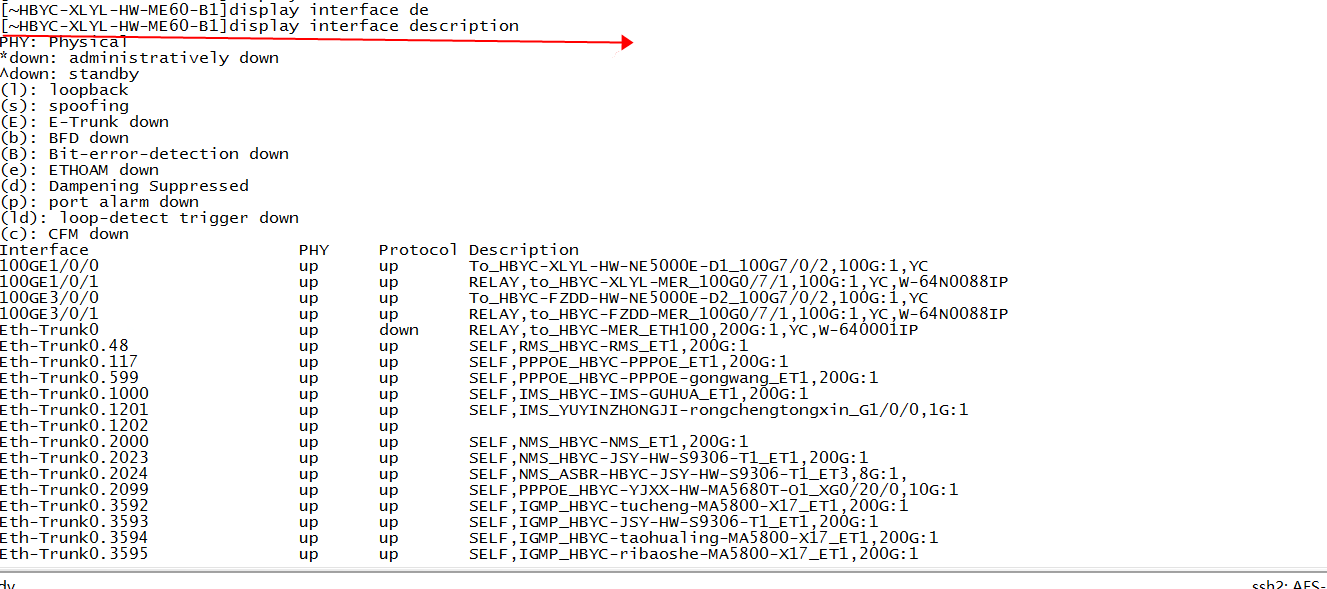 [~HBYC-XLYL-HW-ME60-B1]display interface de
[~HBYC-XLYL-HW-ME60-B1]display interface description
PHY: Physical
*down: administratively down
^down: standby
(l): loopback
(s): spoofing
(E): E-Trunk down
(b): BFD down
(B): Bit-error-detection down
(e): ETHOAM down
(d): Dampening Suppressed
(p): port alarm down
(ld): loop-detect trigger down
(c): CFM down
Interface PHY Protocol Description
100GE1/0/0 up up To_HBYC-XLYL-HW-NE5000E-D1_100G7/0/2,100G:1,YC
100GE1/0/1 up up RELAY,to_HBYC-XLYL-MER_100G0/7/1,100G:1,YC,W-64N0088IP
100GE3/0/0 up up To_HBYC-FZDD-HW-NE5000E-D2_100G7/0/2,100G:1,YC
100GE3/0/1 up up RELAY,to_HBYC-FZDD-MER_100G0/7/1,100G:1,YC,W-64N0088IP
Eth-Trunk0 up down RELAY,to_HBYC-MER_ETH100,200G:1,YC,W-640001IP
Eth-Trunk0.48 up up SELF,RMS_HBYC-RMS_ET1,200G:1
Eth-Trunk0.117 up up SELF,PPPOE_HBYC-PPPOE_ET1,200G:1
Eth-Trunk0.599 up up SELF,PPPOE_HBYC-PPPOE-gongwang_ET1,200G:1
Eth-Trunk0.1000 up up SELF,IMS_HBYC-IMS-GUHUA_ET1,200G:1
Eth-Trunk0.1201 up up SELF,IMS_YUYINZHONGJI-rongchengtongxin_G1/0/0,1G:1
Eth-Trunk0.1202 up up
Eth-Trunk0.2000 up up SELF,NMS_HBYC-NMS_ET1,200G:1
Eth-Trunk0.2023 up up SELF,NMS_HBYC-JSY-HW-S9306-T1_ET1,200G:1
Eth-Trunk0.2024 up up SELF,NMS_ASBR-HBYC-JSY-HW-S9306-T1_ET3,8G:1,
Eth-Trunk0.2099 up up SELF,PPPOE_HBYC-YJXX-HW-MA5680T-O1_XG0/20/0,10G:1
Eth-Trunk0.3592 up up SELF,IGMP_HBYC-tucheng-MA5800-X17_ET1,200G:1
Eth-Trunk0.3593 up up SELF,IGMP_HBYC-JSY-HW-S9306-T1_ET1,200G:1
Eth-Trunk0.3594 up up SELF,IGMP_HBYC-taohualing-MA5800-X17_ET1,200G:1
Eth-Trunk0.3595 up up SELF,IGMP_HBYC-ribaoshe-MA5800-X17_ET1,200G:1
ssh2: AES-